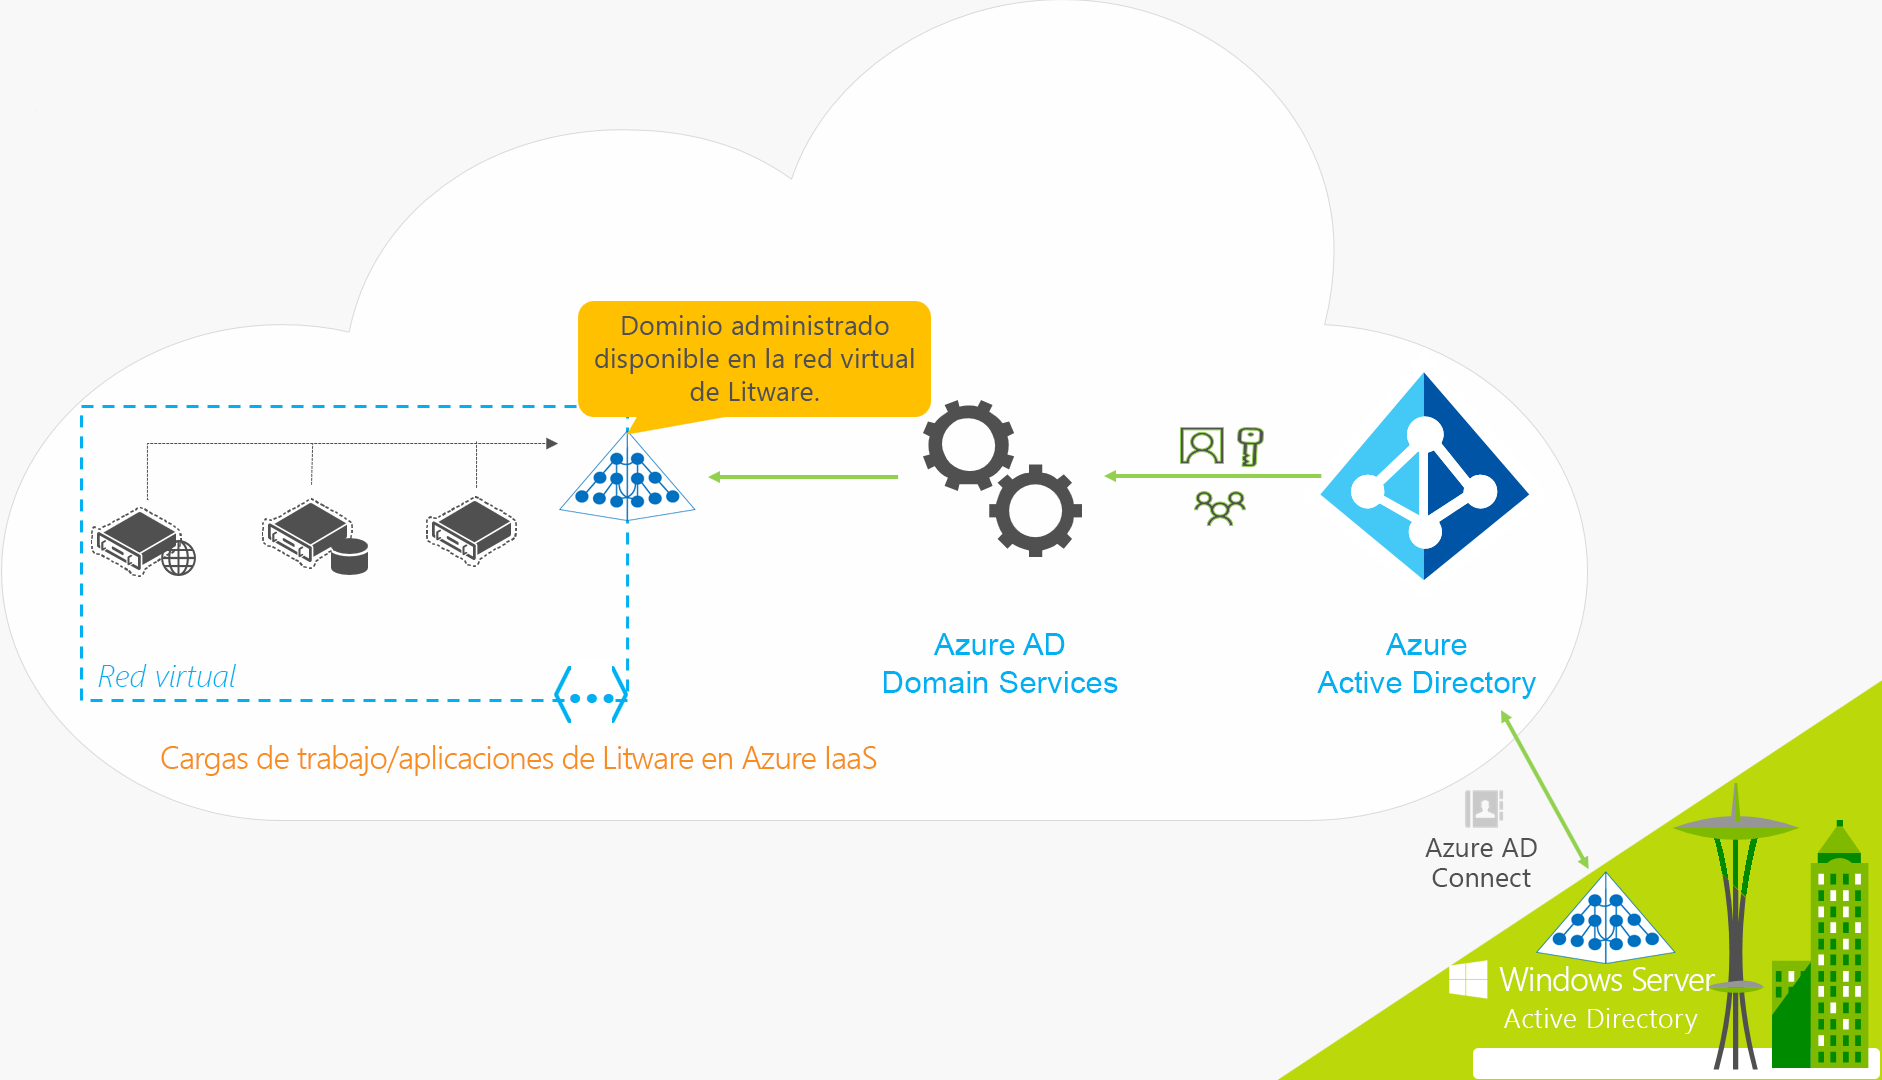 Dominio administrado
disponible en la red virtual
de Litware.
Red virtual
Azure AD
Domain Services
Azure
Active Directory
Cargas de trabajo/aplicaciones de Litware en Azure IaaS
Azure AD
Connect
Windows Server
Active Directory